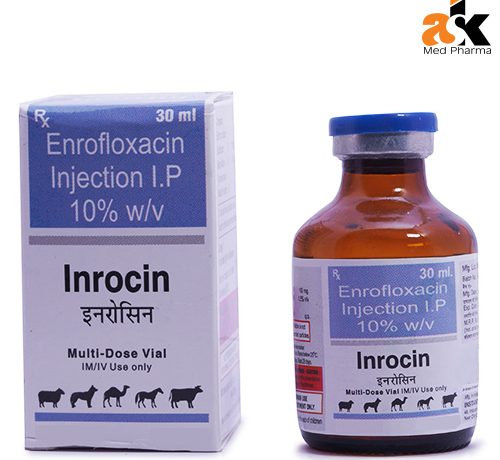 atk
Med Pharma
Rx 30 ml
Enrofloxacin
Injection I.P
10% w/v
Inrocin
इनरोसिन
Multi-Dose Vial
IM/IV Use only
Rx 30 ml.
Enrofloxacin
Injection I.P
10% w/v
Inrocin
इनरोसिन
Multi-Dose Vial IM/IV Use only